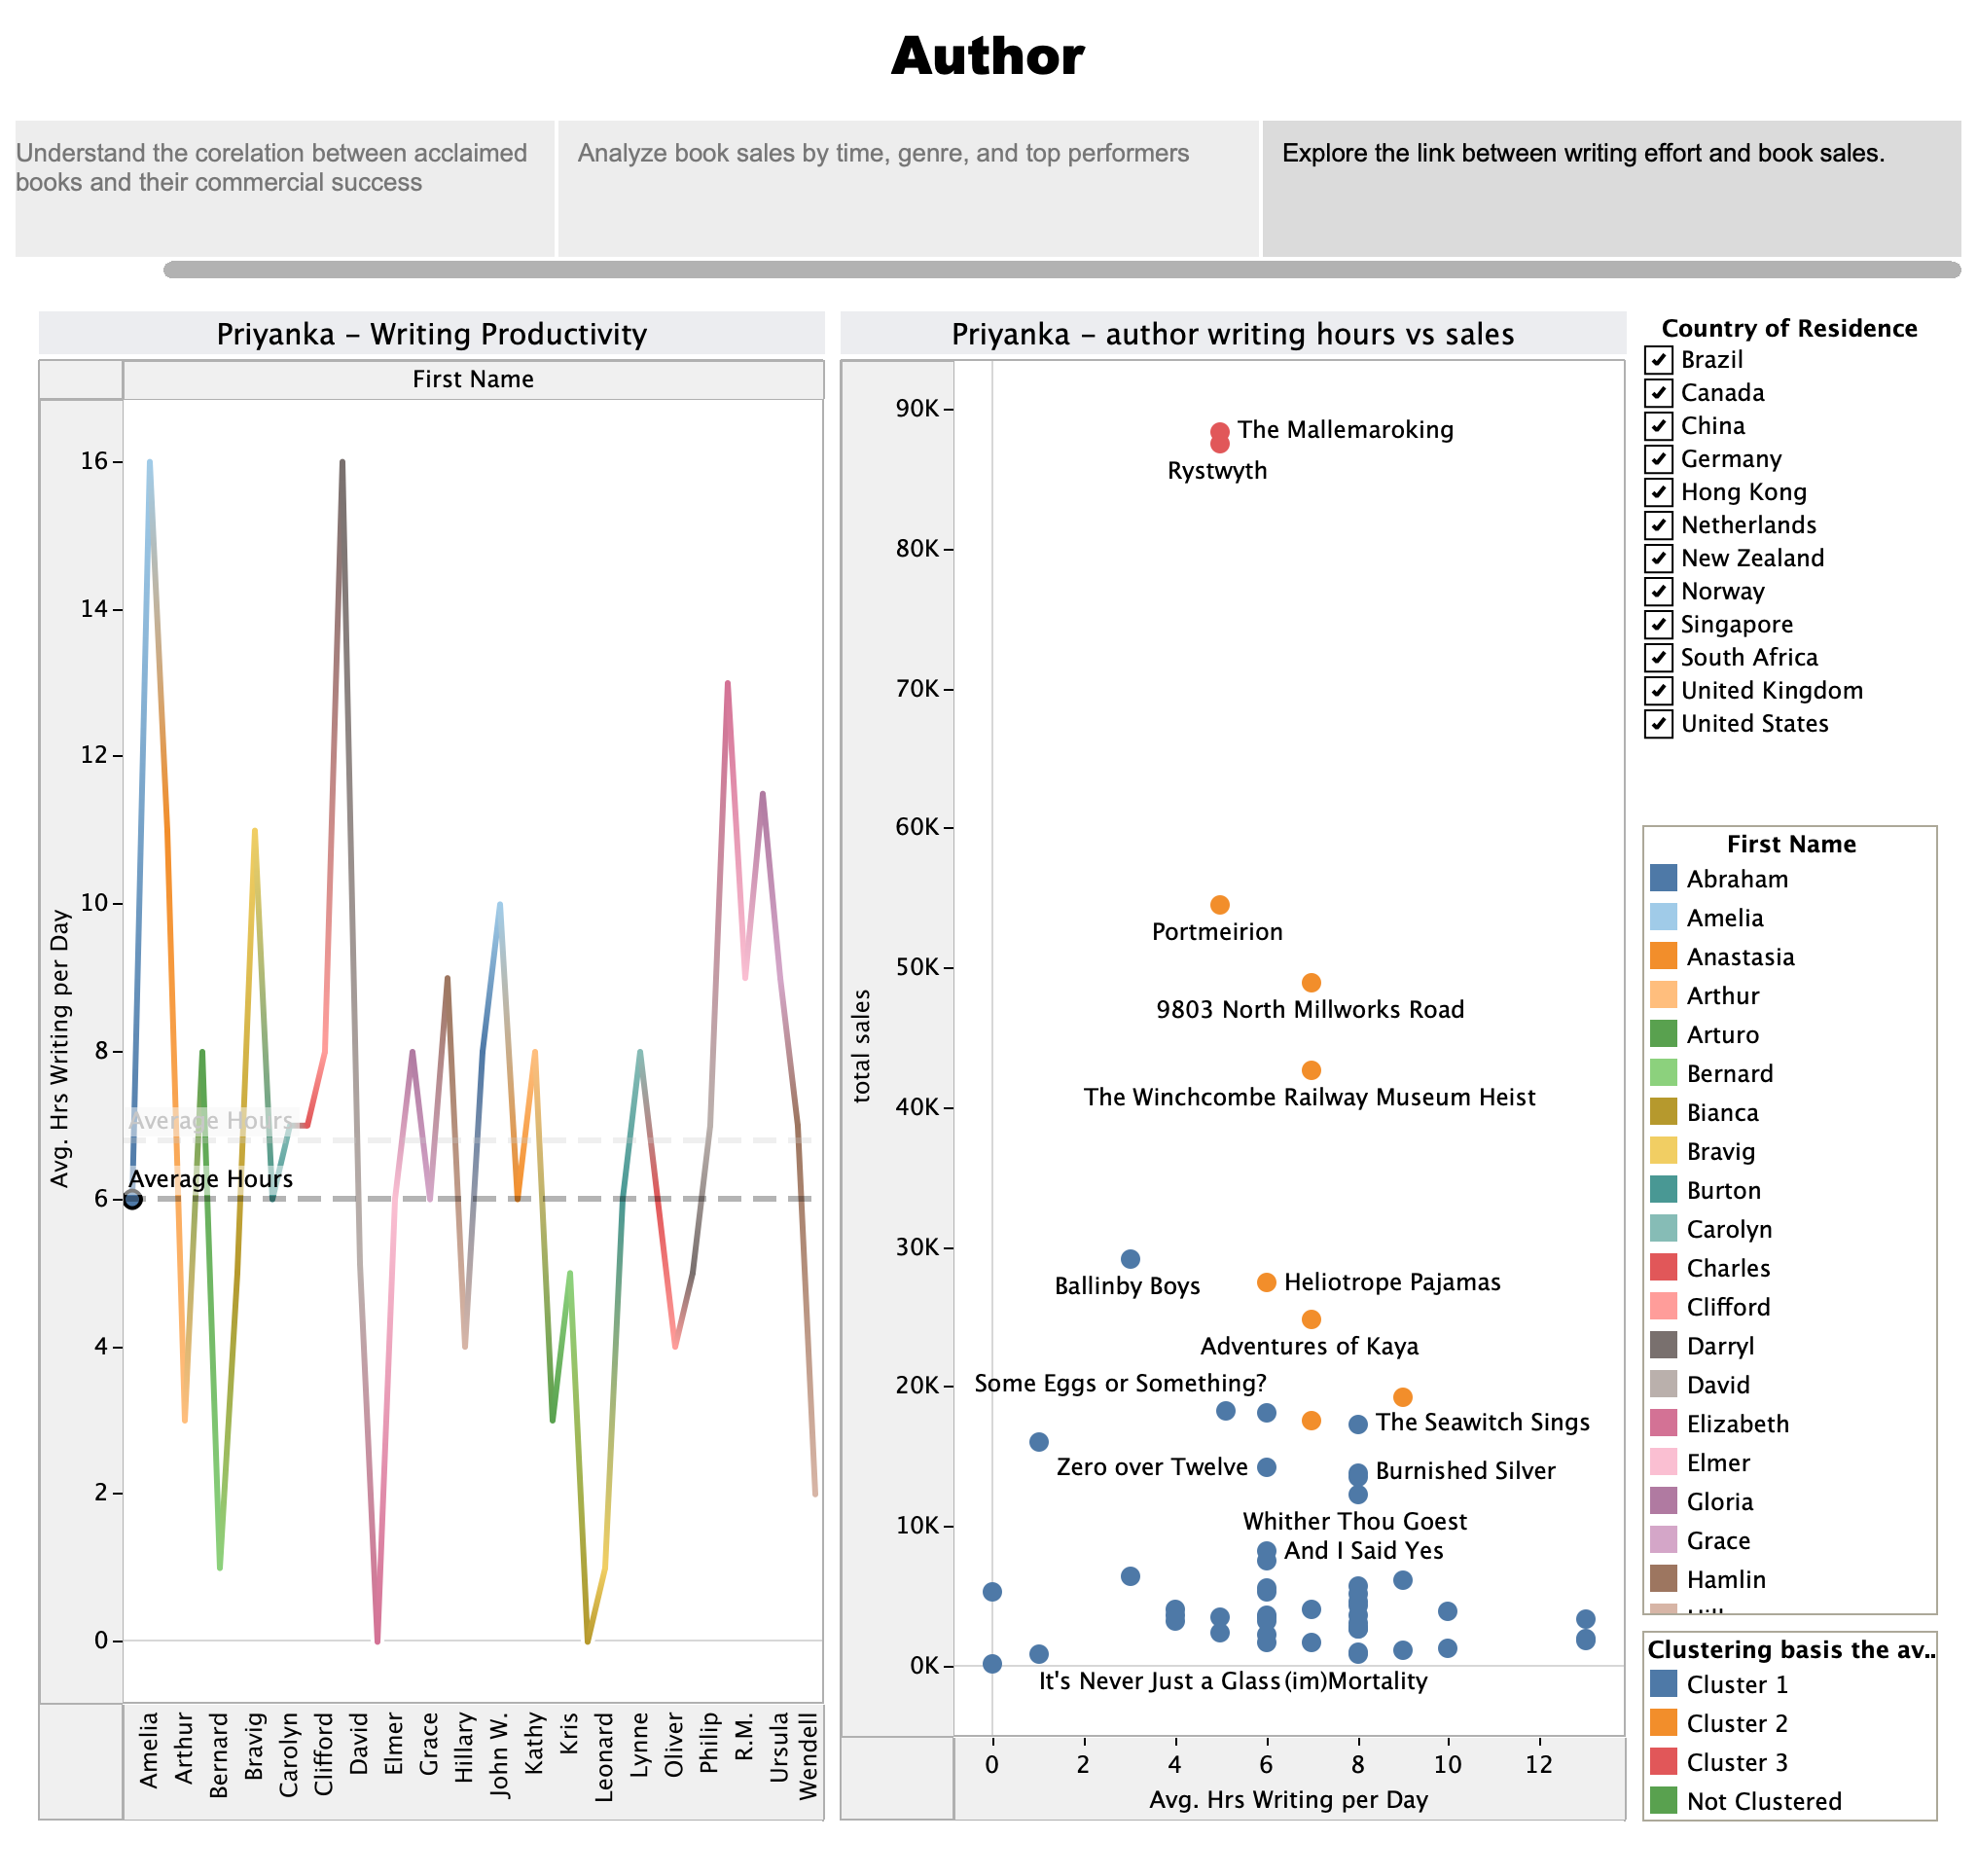 Author
Understand the corelation between acclaimed
books and their commercial success
Analyze book sales by time, genre, and top performers
Explore the link between writing effort and book sales.
Priyanka - Writing Productivity
First Name
Avg. Hrs Writing per Day
16
14
12
10
8
6
4
2
0
Average Hours
Average Hours
Amelia
Arthur
Bernard
Bravig
Carolyn
Clifford
David
Elmer
Grace
Hillary
John W.
Kathy
Kris
Leonard
Lynne
Oliver
Philip
R.M.
Ursula
Wendell
Priyanka - author writing hours vs sales
total sales
90K
80K
70K
60K
50K
40K
30K
20K
10K
0K
The Mallemaroking
Rystwyth
Portmeirion
9803 North Millworks Road
The Winchcombe Railway Museum Heist
Ballinby Boys
Heliotrope Pajamas
Adventures of Kaya
Some Eggs or Something?
The Seawitch Sings
Zero over Twelve
Burnished Silver
Whither Thou Goest
And I Said Yes
It's Never Just a Glass
(im)Mortality
0
2
4
6
8
10
12
Avg. Hrs Writing per Day
Country of Residence
Brazil
Canada
China
Germany
Hong Kong
Netherlands
New Zealand
Norway
Singapore
South Africa
United Kingdom
United States
First Name
Abraham
Amelia
Anastasia
Arthur
Arturo
Bernard
Bianca
Bravig
Burton
Carolyn
Charles
Clifford
Darryl
David
Elizabeth
Elmer
Gloria
Grace
Hamlin
Clustering basis the av..
Cluster 1
Cluster 2
Cluster 3
Not Clustered